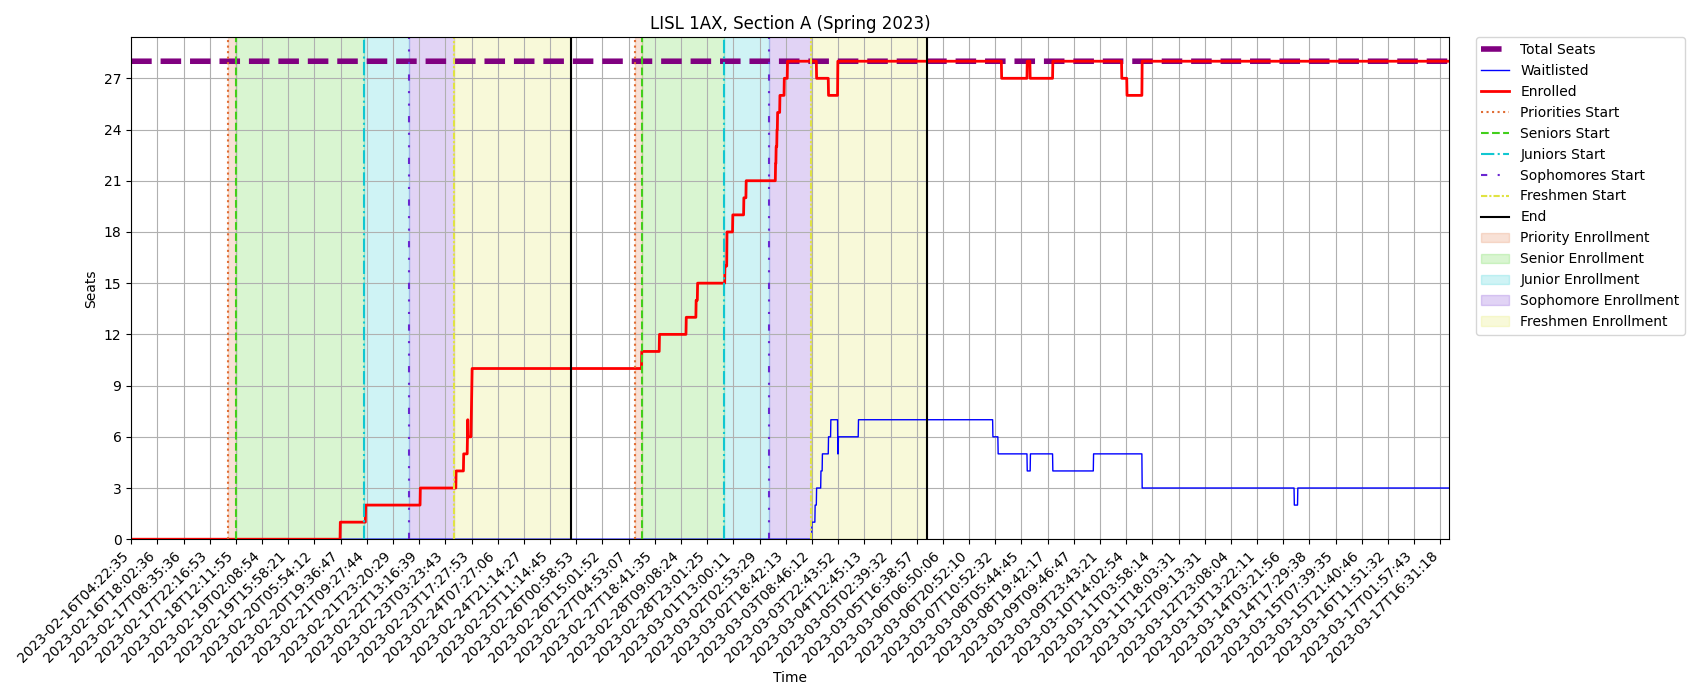 LISL 1AX, Section A (Spring 2023)
Total Seats
Waitlisted
Enrolled
Priorities Start
Seniors Start
Juniors Start
Sophomores Start
Freshmen Start
End
Priority Enrollment
Senior Enrollment
Junior Enrollment
Sophomore Enrollment
Freshmen Enrollment
Seats
27
24
21
18
15
12
9
6
3
0
2023-02-16T04:22:35
2023-02-16T18:02:36
2023-02-17T08:35:36
2023-02-17T22:16:53
2023-02-18T12:11:55
2023-02-19T02:08:54
2023-02-19T15:58:21
2023-02-20T05:54:12
2023-02-20T19:36:47
2023-02-21T09:27:44
2023-02-21T23:20:29
2023-02-22T13:16:39
2023-02-23T03:23:43
2023-02-23T17:27:53
2023-02-24T07:27:06
2023-02-24T21:14:27
2023-02-25T11:14:45
2023-02-26T00:58:53
2023-02-26T15:01:52
2023-02-27T04:53:07
2023-02-27T18:41:35
2023-02-28T09:08:24
2023-02-28T23:01:25
2023-03-01T13:00:11
2023-03-02T02:53:29
2023-03-02T18:42:13
2023-03-03T08:46:12
2023-03-03T22:43:52
2023-03-04T12:45:13
2023-03-05T02:39:32
2023-03-05T16:38:57
2023-03-06T06:50:06
2023-03-06T20:52:10
2023-03-07T10:52:32
2023-03-08T05:44:45
2023-03-08T19:42:17
2023-03-09T09:46:47
2023-03-09T23:43:21
2023-03-10T14:02:54
2023-03-11T03:58:14
2023-03-11T18:03:31
2023-03-12T09:13:31
2023-03-12T23:08:04
2023-03-13T13:22:11
2023-03-14T03:21:56
2023-03-14T17:29:38
2023-03-15T07:39:35
2023-03-15T21:40:46
2023-03-16T11:51:32
2023-03-17T01:57:43
2023-03-17T16:31:18
Time